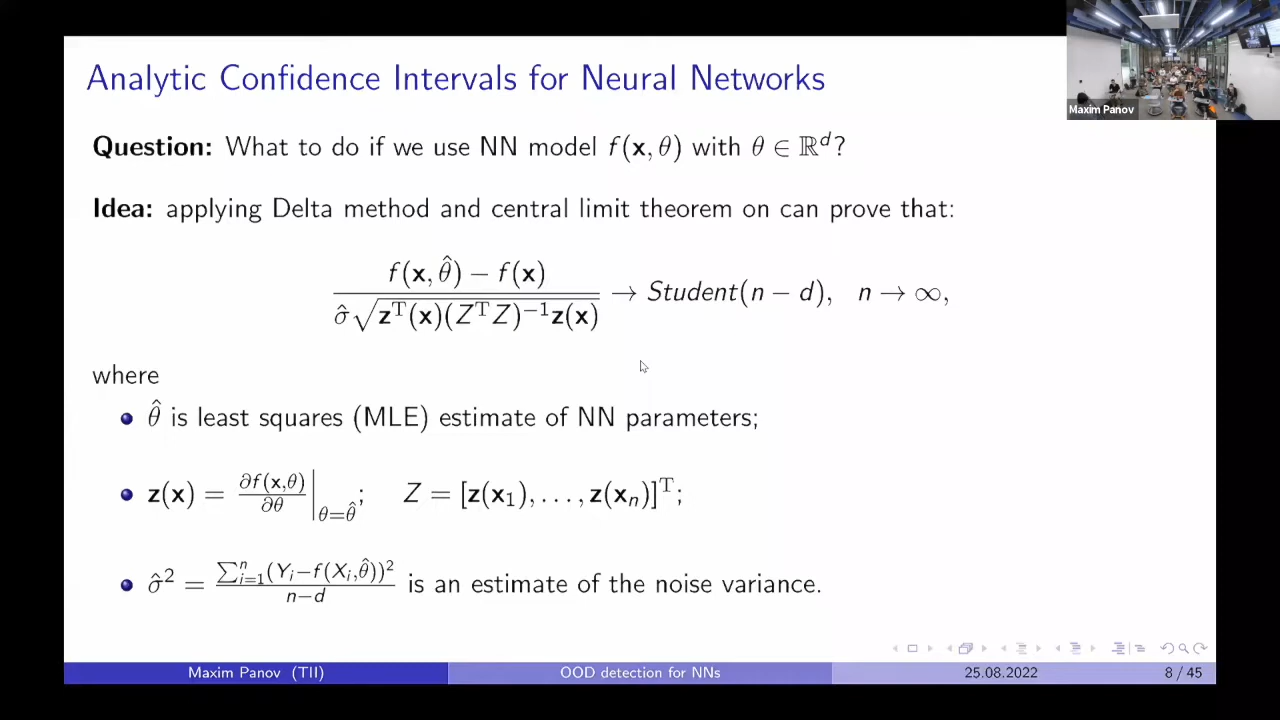 Analytic Confidence Intervals for Neural Networks
Maxim Panov
Question: What to do if we use NN model f(x, θ) with θ ∈ ℝ^d?
Idea: applying Delta method and central limit theorem on can prove that:
(f(x, θ̂) − f(x)) / (σ̂ √(z^T(x)(Z^T Z)^{−1} z(x))) → Student(n − d), n → ∞,
where
• θ̂ is least squares (MLE) estimate of NN parameters;
• z(x) = ∂f(x,θ)/∂θ |_{θ=θ̂}; Z = [z(x_1), . . . , z(x_n)]^T;
• σ̂^2 = ∑_{i=1}^n (Y_i−f(X_i,θ̂))^2 / n−d is an estimate of the noise variance.
Maxim Panov (TII) OOD detection for NNs 25.08.2022 8 / 45